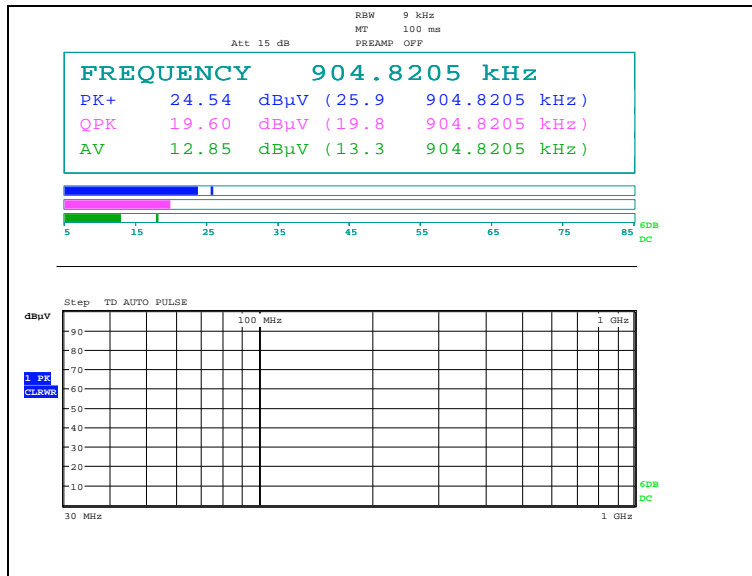 RBW 9 kHz
MT 100 ms
Att 15 dB PREAMP OFF
FREQUENCY 904.8205 kHz
PK+ 24.54 dBµV (25.9 904.8205 kHz)
QPK 19.60 dBµV (19.8 904.8205 kHz)
AV 12.85 dBµV (13.3 904.8205 kHz)
6DB
5 15 25 35 45 55 65 75 85
DC
Step TD AUTO PULSE
dBµV
100 MHz 1 GHz
90
80
70
1 PK
60
CLRWR
50
40
30
20
10
6DB
DC
30 MHz 1 GHz